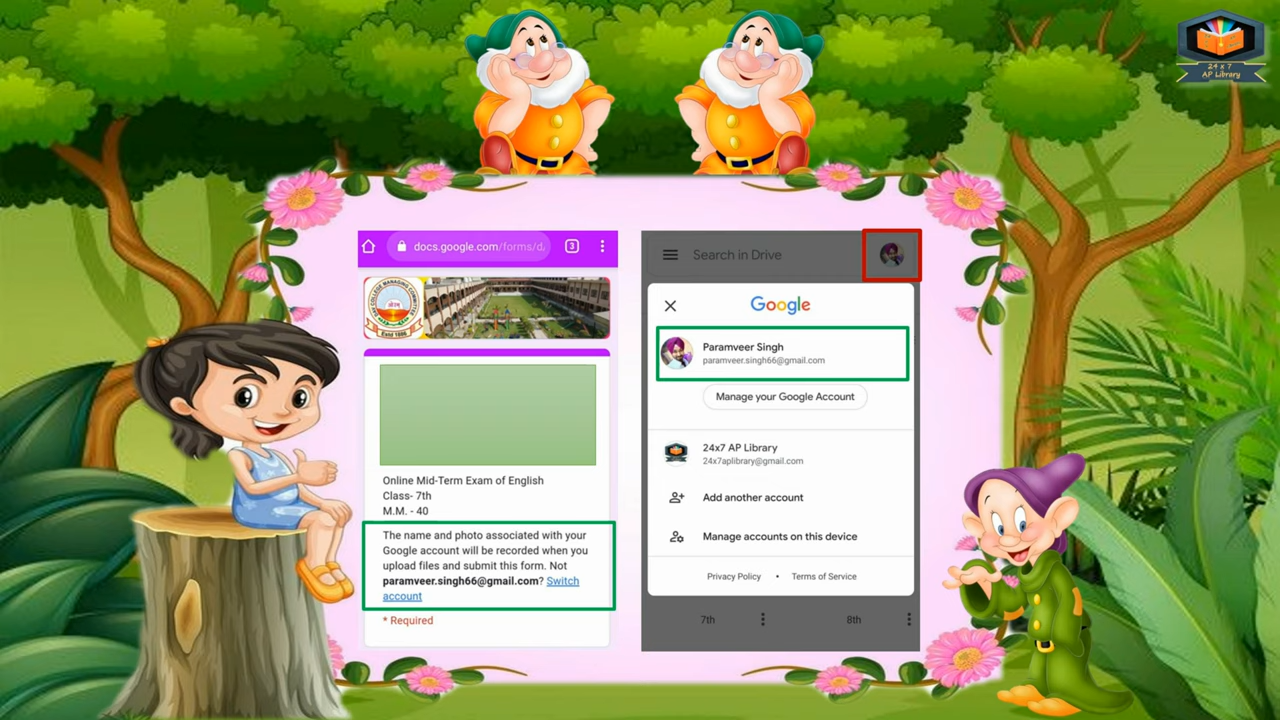 24 x 7
AP Library
docs.google.com/forms/d/
3
Estd 1886
Online Mid-Term Exam of English
Class- 7th
M.M. - 40
The name and photo associated with your
Google account will be recorded when you
upload files and submit this form. Not
paramveer.singh66@gmail.com? Switch
account
* Required
Search in Drive
Google
Paramveer Singh
paramveer.singh66@gmail.com
Manage your Google Account
24x7 AP Library
24x7aplibrary@gmail.com
Add another account
Manage accounts on this device
Privacy Policy • Terms of Service
7th
8th